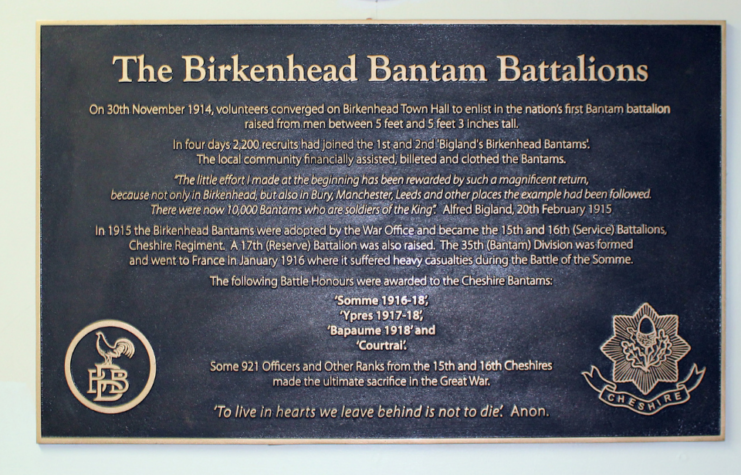 The Birkenhead Bantam Battalions
On 30th November 1914, volunteers converged on Birkenhead Town Hall to enlist in the nation's first Bantam battalion
raised from men between 5 feet and 5 feet 3 inches tall.
In four days 2,200 recruits had joined the 1st and 2nd 'Bigland's Birkenhead Bantams'.
The local community financially assisted, billeted and clothed the Bantams.
"The little effort I made at the beginning has been rewarded by such a magnificent return,
because not only in Birkenhead, but also in Bury, Manchester, Leeds and other places the example had been followed.
There were now 10,000 Bantams who are soldiers of the King". Alfred Bigland, 20th February 1915
In 1915 the Birkenhead Bantams were adopted by the War Office and became the 15th and 16th (Service) Battalions,
Cheshire Regiment. A 17th (Reserve) Battalion was also raised. The 35th (Bantam) Division was formed
and went to France in January 1916 where it suffered heavy casualties during the Battle of the Somme.
The following Battle Honours were awarded to the Cheshire Bantams:
'Somme 1916-18',
'Ypres 1917-18',
'Bapaume 1918' and
'Courtrai'.
Some 921 Officers and Other Ranks from the 15th and 16th Cheshires
made the ultimate sacrifice in the Great War.
'To live in hearts we leave behind is not to die'. Anon.
BBB
CHESHIRE